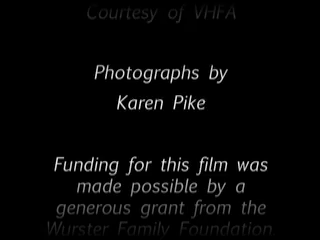 Courtesy of VHFA
Photographs by
Karen Pike
Funding for this film was
made possible by a
generous grant from the
Wurster Family Foundation